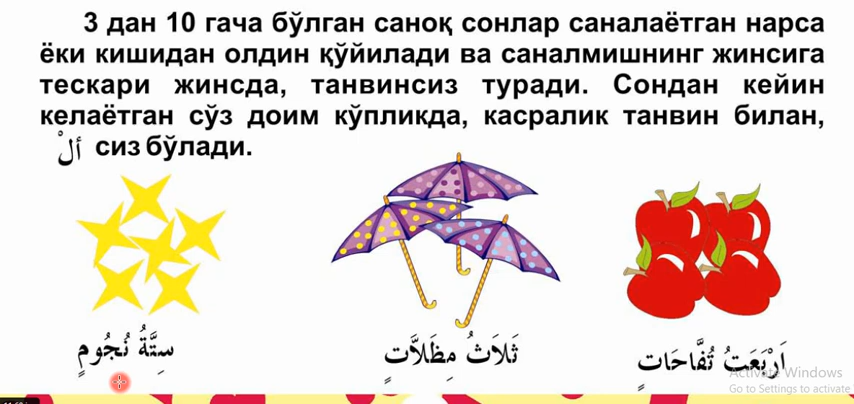 3 дан 10 гача бўлган саноқ сонлар саналаётган нарса
ёки кишидан олдин қўйилади ва саналмишнинг жинсига
тескари жинсда, танвинсиз туради. Сондан кейин
келаётган сўз доим кўпликда, касралик танвин билан,
أَلْ сиз бўлади.
سِتَّةُ نُجُومٍ
ثَلاَثُ مِظَلاَّتٍ
اَرْبَعَتُ تُفَّاحَاتٍ
Activate Windows
Go to Settings to activate